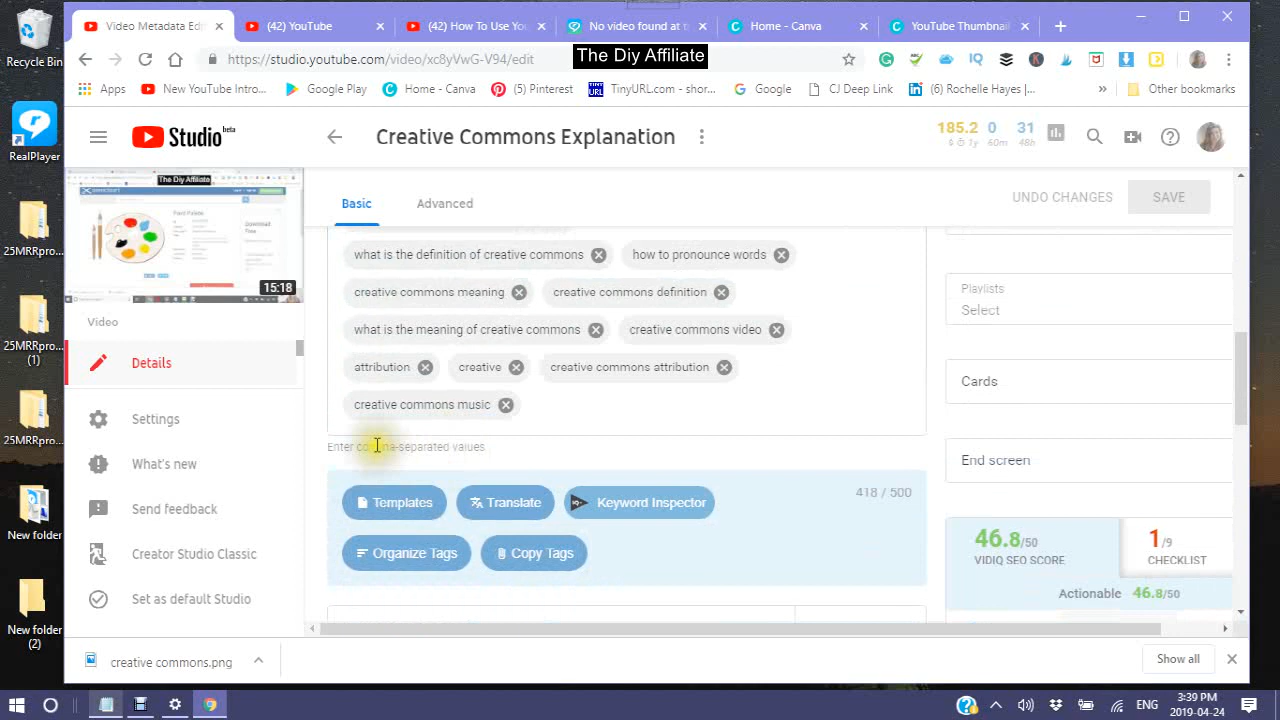 Recycle Bin
RealPlayer
25MRRpro...
25MRRpro...
(1)
25MRRpro...
(2)
New folder
New folder
(2)
Video Metadata Edi
(42) YouTube
(42) How To Use You
No video found at t
Home - Canva
YouTube Thumbnail
https://studio.youtube.com/video/cc8yVwG-V94/edit
The Diy Affiliate
Apps
New YouTube Intro...
Google Play
Home - Canva
(5) Pinterest
TinyURL.com - shor...
Google
CJ Deep Link
(6) Rochelle Hayes |...
»
Other bookmarks
Studio beta
Creative Commons Explanation
185.2 0 31
1y 60m 48h
The Diy Affiliate
15:18
Basic
Advanced
UNDO CHANGES
SAVE
what is the definition of creative commons
how to pronounce words
creative commons meaning
creative commons definition
what is the meaning of creative commons
creative commons video
attribution
creative
creative commons attribution
creative commons music
Enter comma-separated values
Templates
Translate
Keyword Inspector
418 / 500
Organize Tags
Copy Tags
Video
Details
Settings
What's new
Send feedback
Creator Studio Classic
Set as default Studio
Playlists
Select
Cards
End screen
46.8/50
VIDIQ SEO SCORE
1/9
CHECKLIST
Actionable 46.8/50
creative commons.png
Show all
ENG
3:39 PM
2019-04-24